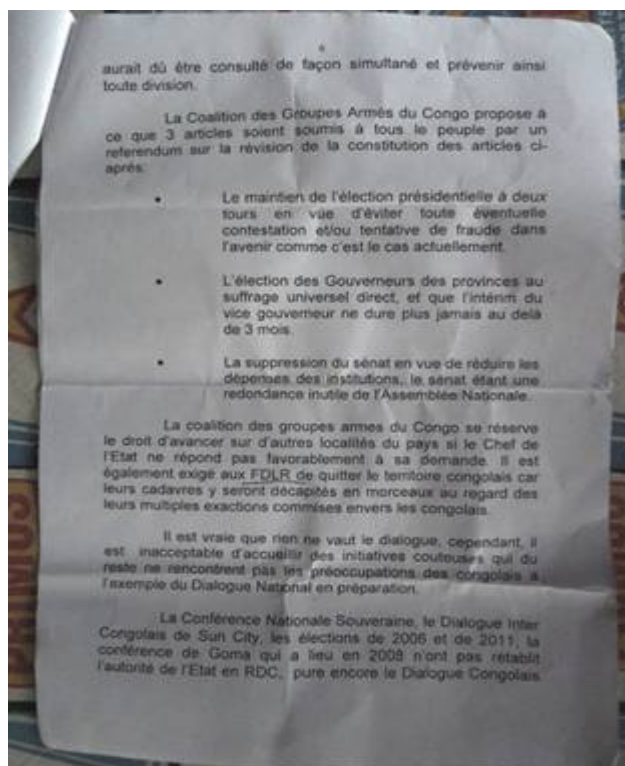 aurait dû être consulté de façon simultané et prévenir ainsi
toute division.
La Coalition des Groupes Armés du Congo propose à
ce que 3 articles soient soumis à tous le peuple par un
referendum sur la révision de la constitution des articles ci-
après:
• Le maintien de l'élection présidentielle à deux
tours en vue d'éviter toute éventuelle
contestation et/ou tentative de fraude dans
l'avenir comme c'est le cas actuellement.
• L'élection des Gouverneurs des provinces au
suffrage universel direct, et que l'intérim du
vice gouverneur ne dure plus jamais au delà
de 3 mois.
• La suppression du sénat en vue de réduire les
dépenses des institutions, le sénat étant une
redondance inutile de l'Assemblée Nationale.
La coalition des groupes armes du Congo se réserve
le droit d'avancer sur d'autres localités du pays si le Chef de
l'Etat ne répond pas favorablement à sa demande. Il est
également exigé aux FDLR de quitter le territoire congolais car
leurs cadavres y seront décapités en morceaux au regard des
leurs multiples exactions commises envers les congolais.
Il est vraie que rien ne vaut le dialogue, cependant, il
est inacceptable d'accueillir des initiatives couteuses qui du
reste ne rencontrent pas les préoccupations des congolais à
l'exemple du Dialogue National en préparation.
La Conférence Nationale Souveraine, le Dialogue Inter
Congolais de Sun City, les élections de 2006 et de 2011, la
conférence de Goma qui a lieu en 2009 n'ont pas rétablit
l'autorité de l'Etat en RDC, pure encore le Dialogue Congolais
PRIMUS